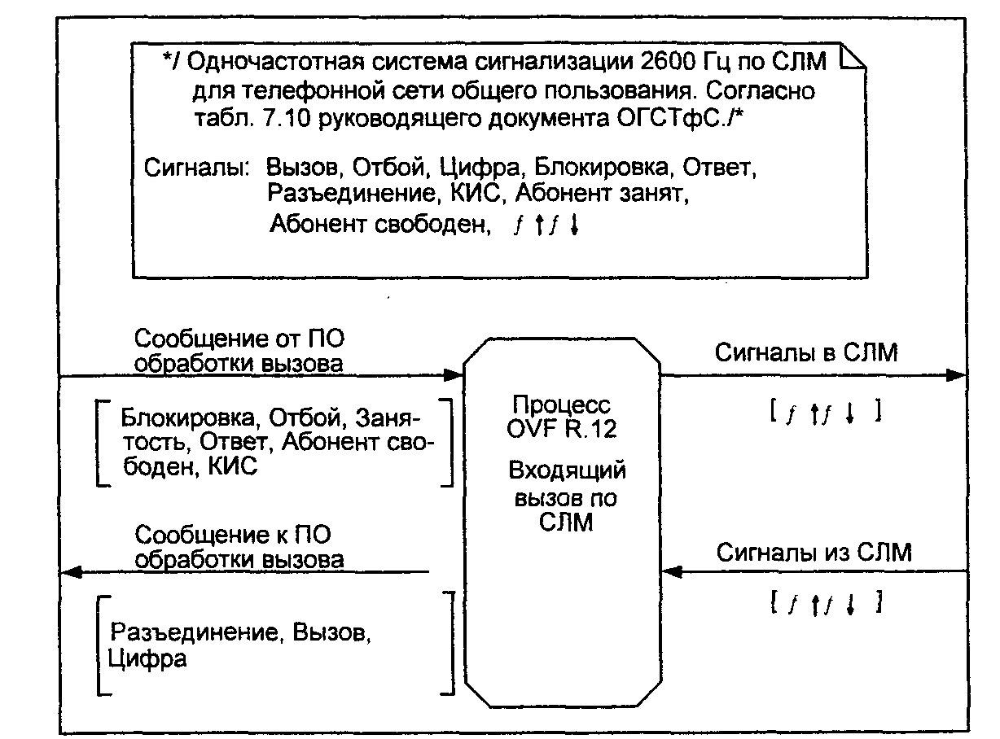 */ Одночастотная система сигнализации 2600 Гц по СЛМ
для телефонной сети общего пользования. Согласно
табл. 7.10 руководящего документа ОГСТфС./*
Сигналы: Вызов, Отбой, Цифра, Блокировка, Ответ,
Разъединение, КИС, Абонент занят,
Абонент свободен, f ↑ f ↓
Сообщение от ПО
обработки вызова
[ Блокировка, Отбой, Заня-
тость, Ответ, Абонент сво-
боден, КИС ]
Процесс
OVF R.12
Входящий
вызов по
СЛМ
Сигналы в СЛМ
[ f ↑ f ↓ ]
Сообщение к ПО
обработки вызова
[ Разъединение, Вызов,
Цифра ]
Сигналы из СЛМ
[ f ↑ f ↓ ]